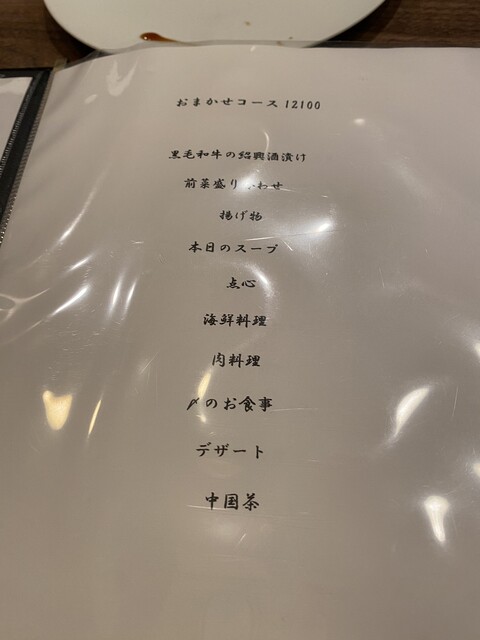 おまかせコース 12100
黒毛和牛の紹興酒漬け
前菜盛り わせ
揚げ物
本日のスープ
点心
海鮮料理
肉料理
〆のお食事
デザート
中国茶